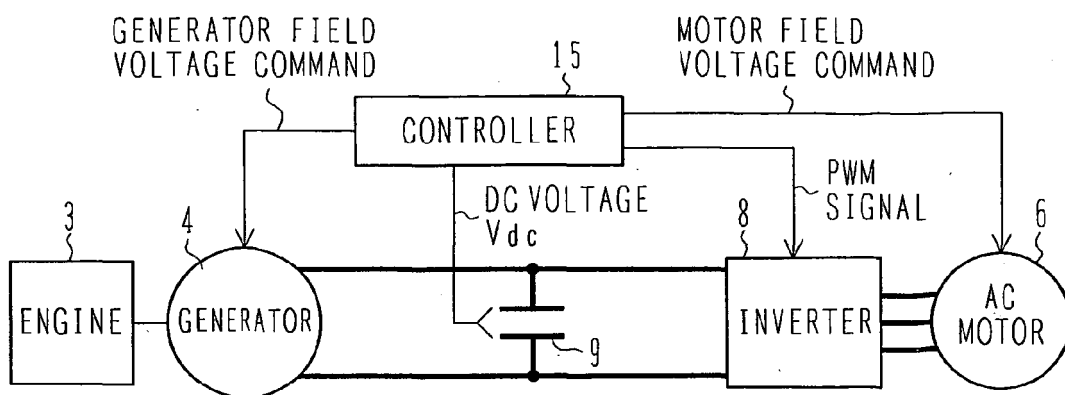 GENERATOR FIELD
VOLTAGE COMMAND
MOTOR FIELD
VOLTAGE COMMAND
15
CONTROLLER
DC VOLTAGE
Vdc
PWM
SIGNAL
3
4
8
6
ENGINE
GENERATOR
9
INVERTER
AC
MOTOR